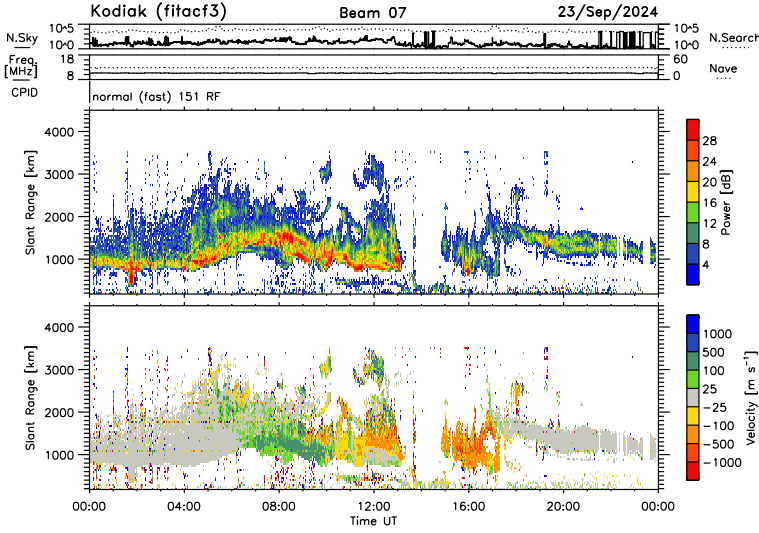 Kodiak (fitacf3) Beam 07 23/Sep/2024
N.Sky 10^5 10^0 10^5 10^0 N.Search
Freq. [MHz] 18 8 60 0 Nave
CPID normal (fast) 151 RF
Slant Range [km] 4000 3000 2000 1000
28 24 20 16 12 8 4 Power [dB]
Slant Range [km] 4000 3000 2000 1000
1000 500 100 25 −25 −100 −500 −1000 Velocity [m s⁻¹]
00:00 04:00 08:00 12:00 16:00 20:00 00:00
Time UT